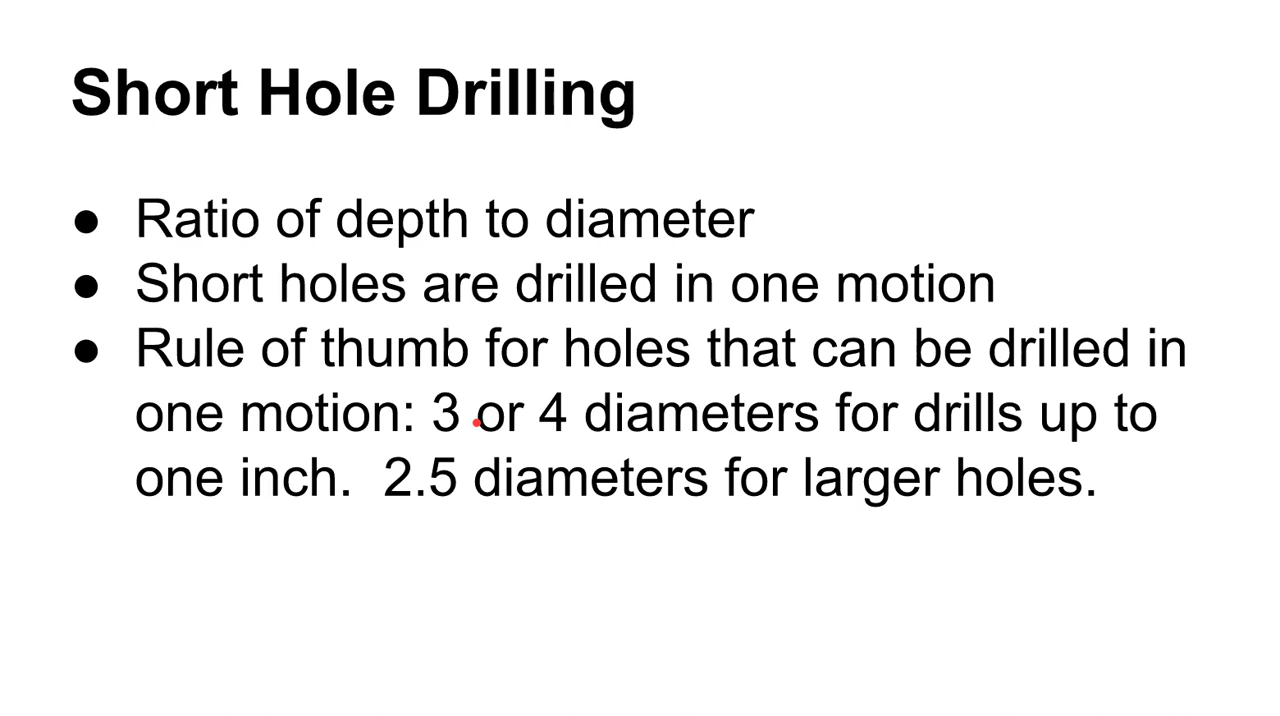 Short Hole Drilling
● Ratio of depth to diameter
● Short holes are drilled in one motion
● Rule of thumb for holes that can be drilled in
one motion: 3 or 4 diameters for drills up to
one inch.  2.5 diameters for larger holes.